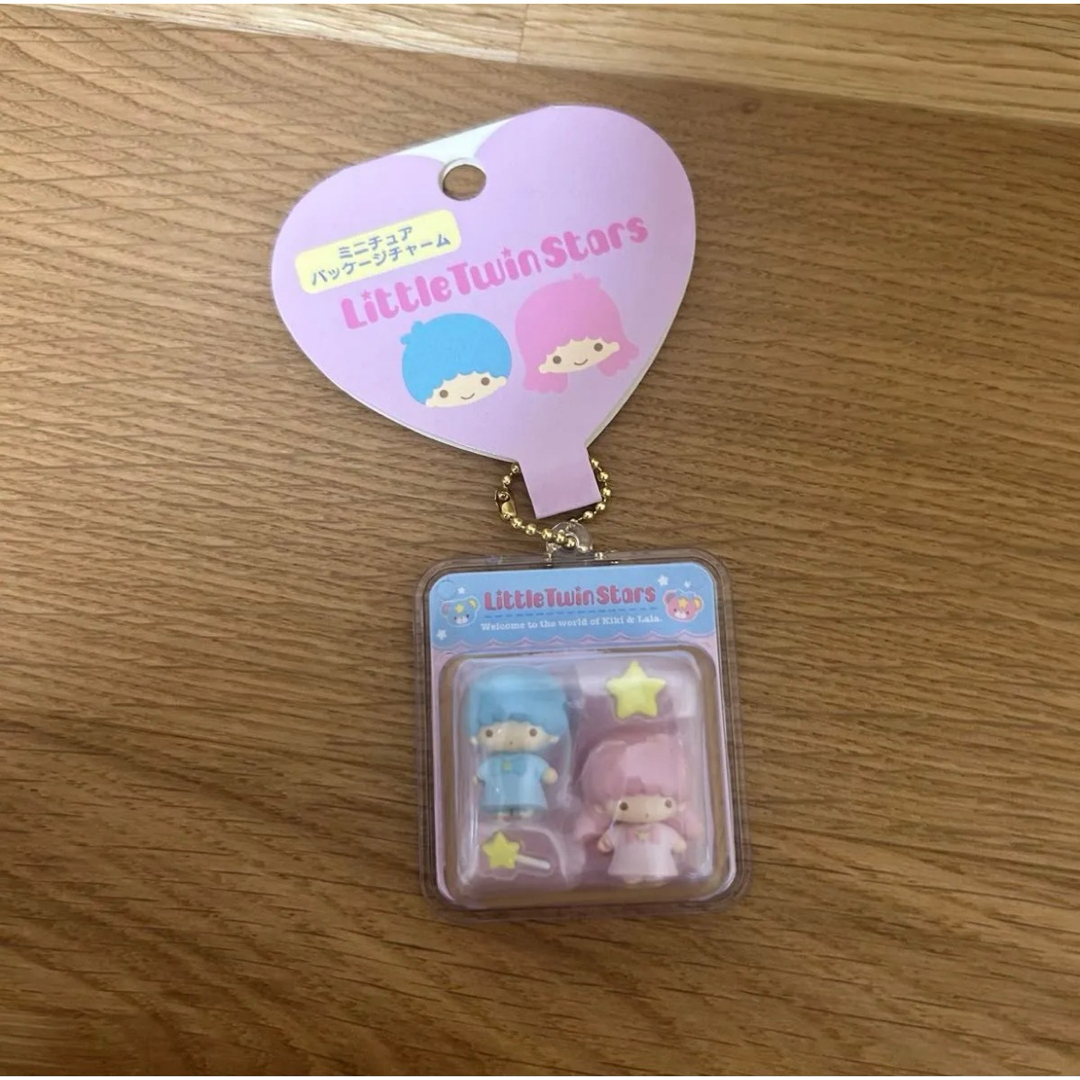 ミニチュア
パッケージチャーム
LittleTwinStars
LittleTwinStars
Welcome to the world of Kiki & Lala.